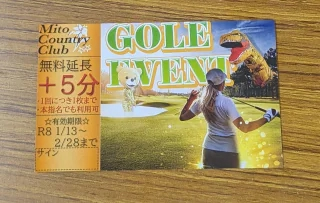 Mito
Country
Club
無料延長
+5分
1回につき1枚まで
本指名でも利用可
☆有効期限☆
R8 1/13〜
2/28まで
サイン
GOLF
EVENT